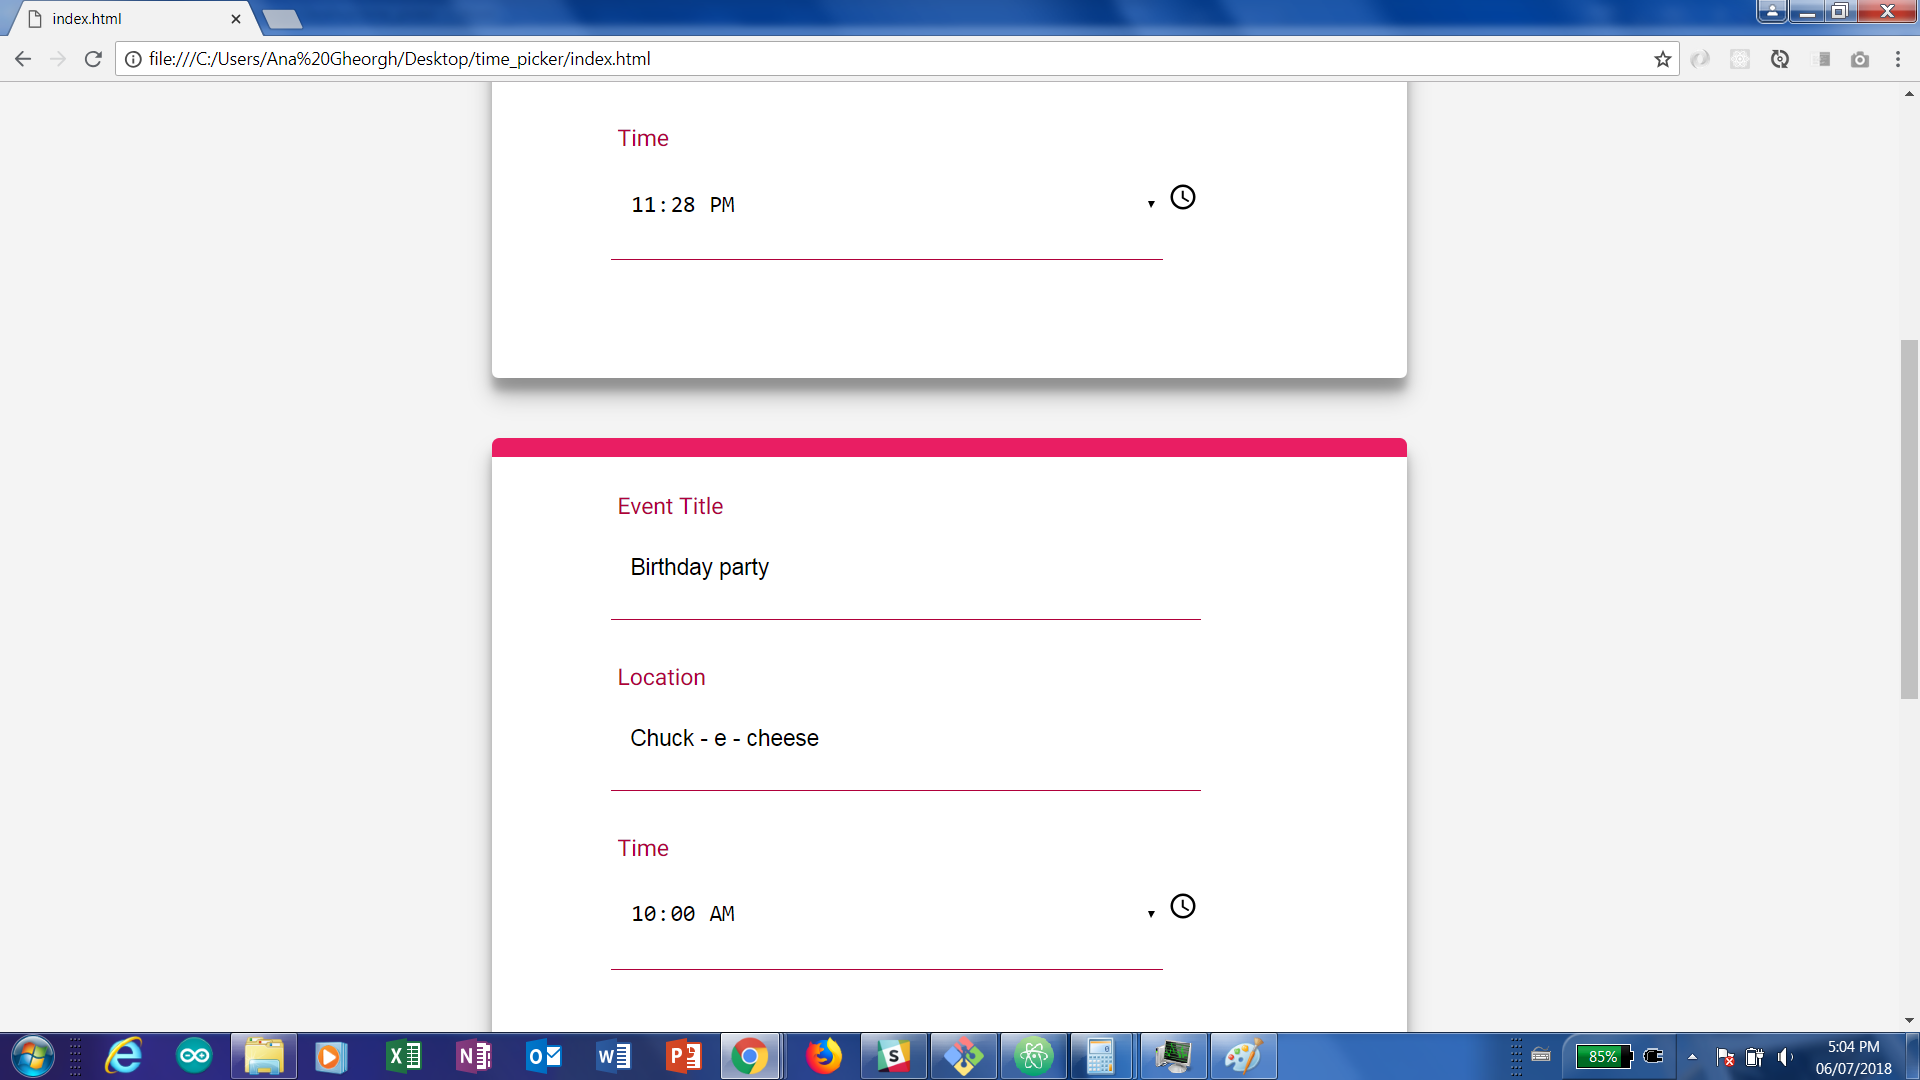 index.html
file:///C:/Users/Ana%20Gheorgh/Desktop/time_picker/index.html
Time
11:28 PM
Event Title
Birthday party
Location
Chuck - e - cheese
Time
10:00 AM
85%
5:04 PM
06/07/2018